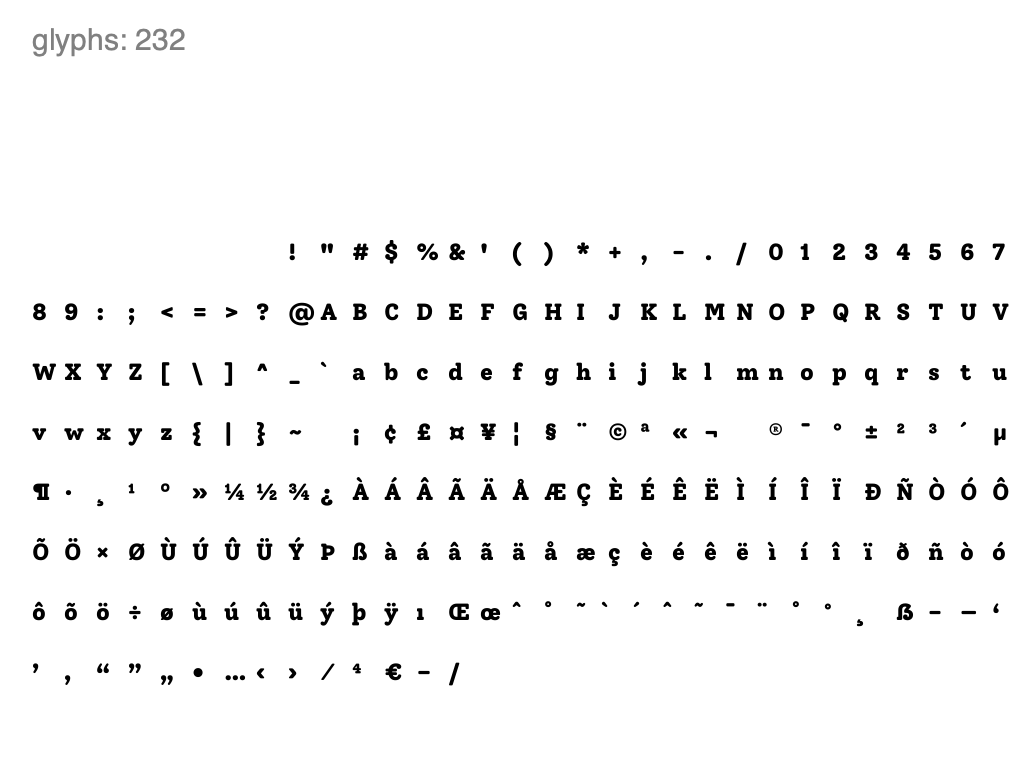 glyphs: 232
! " # $ % & ' ( ) * + , - . / 0 1 2 3 4 5 6 7
8 9 : ; < = > ? @ A B C D E F G H I J K L M N O P Q R S T U V
W X Y Z [ \ ] ^ _ ` a b c d e f g h i j k l m n o p q r s t u
v w x y z { | } ~ ¡ ¢ £ ¤ ¥ ¦ § ¨ © ª « ¬ ® ¯ ° ± ² ³ ´ µ
¶ · ¸ ¹ º » ¼ ½ ¾ ¿ À Á Â Ã Ä Å Æ Ç È É Ê Ë Ì Í Î Ï Ð Ñ Ò Ó Ô
Õ Ö × Ø Ù Ú Û Ü Ý Þ ß à á â ã ä å æ ç è é ê ë ì í î ï ð ñ ò ó
ô õ ö ÷ ø ù ú û ü ý þ ÿ ı Œ œ ˆ ˚ ˜ ` ´ ˆ ˜ ¯ ¨ ˚ ° ¸ ẞ – — ‘
’ ‚ “ ” „ • … ‹ › ⁄ ⁴ € − ∕